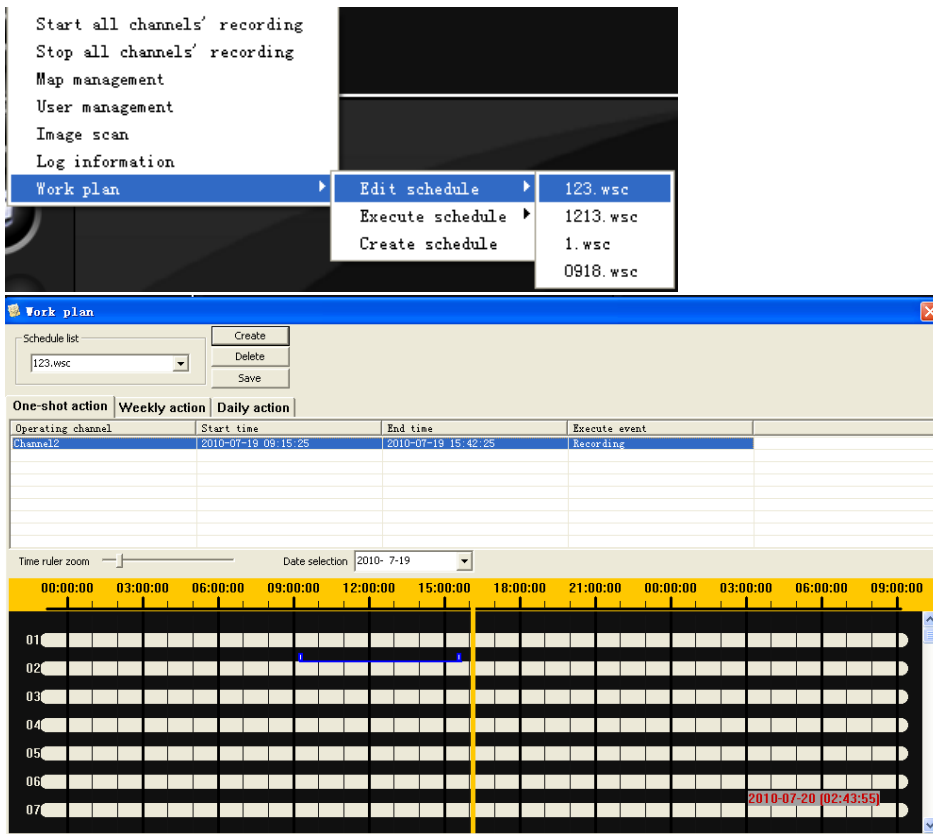 Start all channels' recording
Stop all channels' recording
Map management
User management
Image scan
Log information
Work plan
Edit schedule
123.wsc
Execute schedule
1213.wsc
Create schedule
1.wsc
0918.wsc
Work plan
Schedule list
Create
123.wsc
Delete
Save
One-shot action Weekly action Daily action
Operating channel Start time End time Execute event
Channel2 2010-07-19 09:15:25 2010-07-19 15:42:25 Recording
Time ruler zoom Date selection 2010- 7-19
00:00:00 03:00:00 06:00:00 09:00:00 12:00:00 15:00:00 18:00:00 21:00:00 00:00:00 03:00:00 06:00:00 09:00:00
01
02
03
04
05
06
2010-07-20 (02:43:55)
07